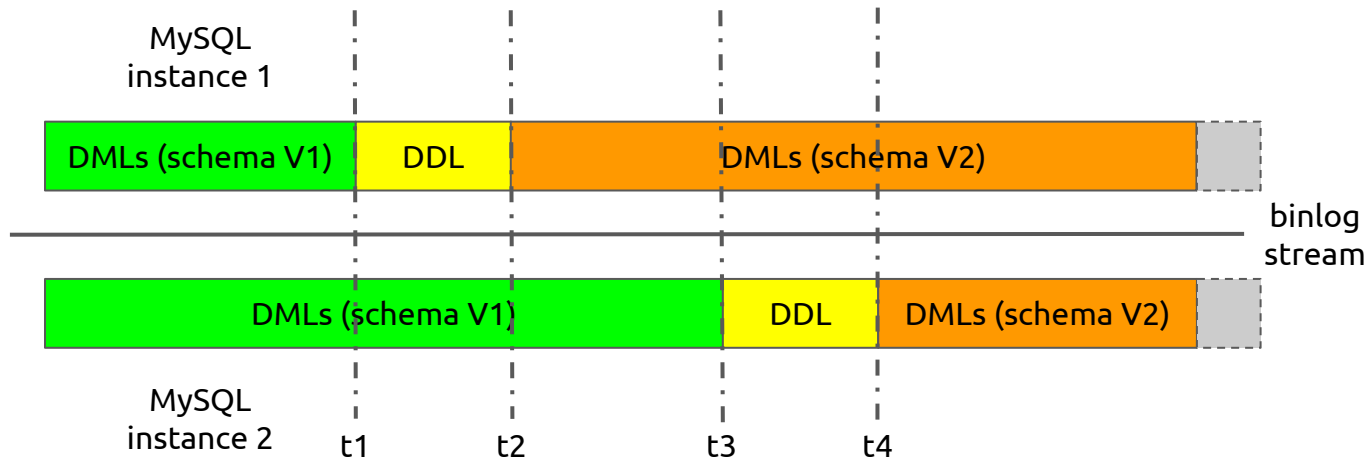 MySQL
instance 1
DMLs (schema V1)
DDL
DMLs (schema V2)
binlog
stream
DMLs (schema V1)
DDL
DMLs (schema V2)
MySQL
instance 2
t1
t2
t3
t4